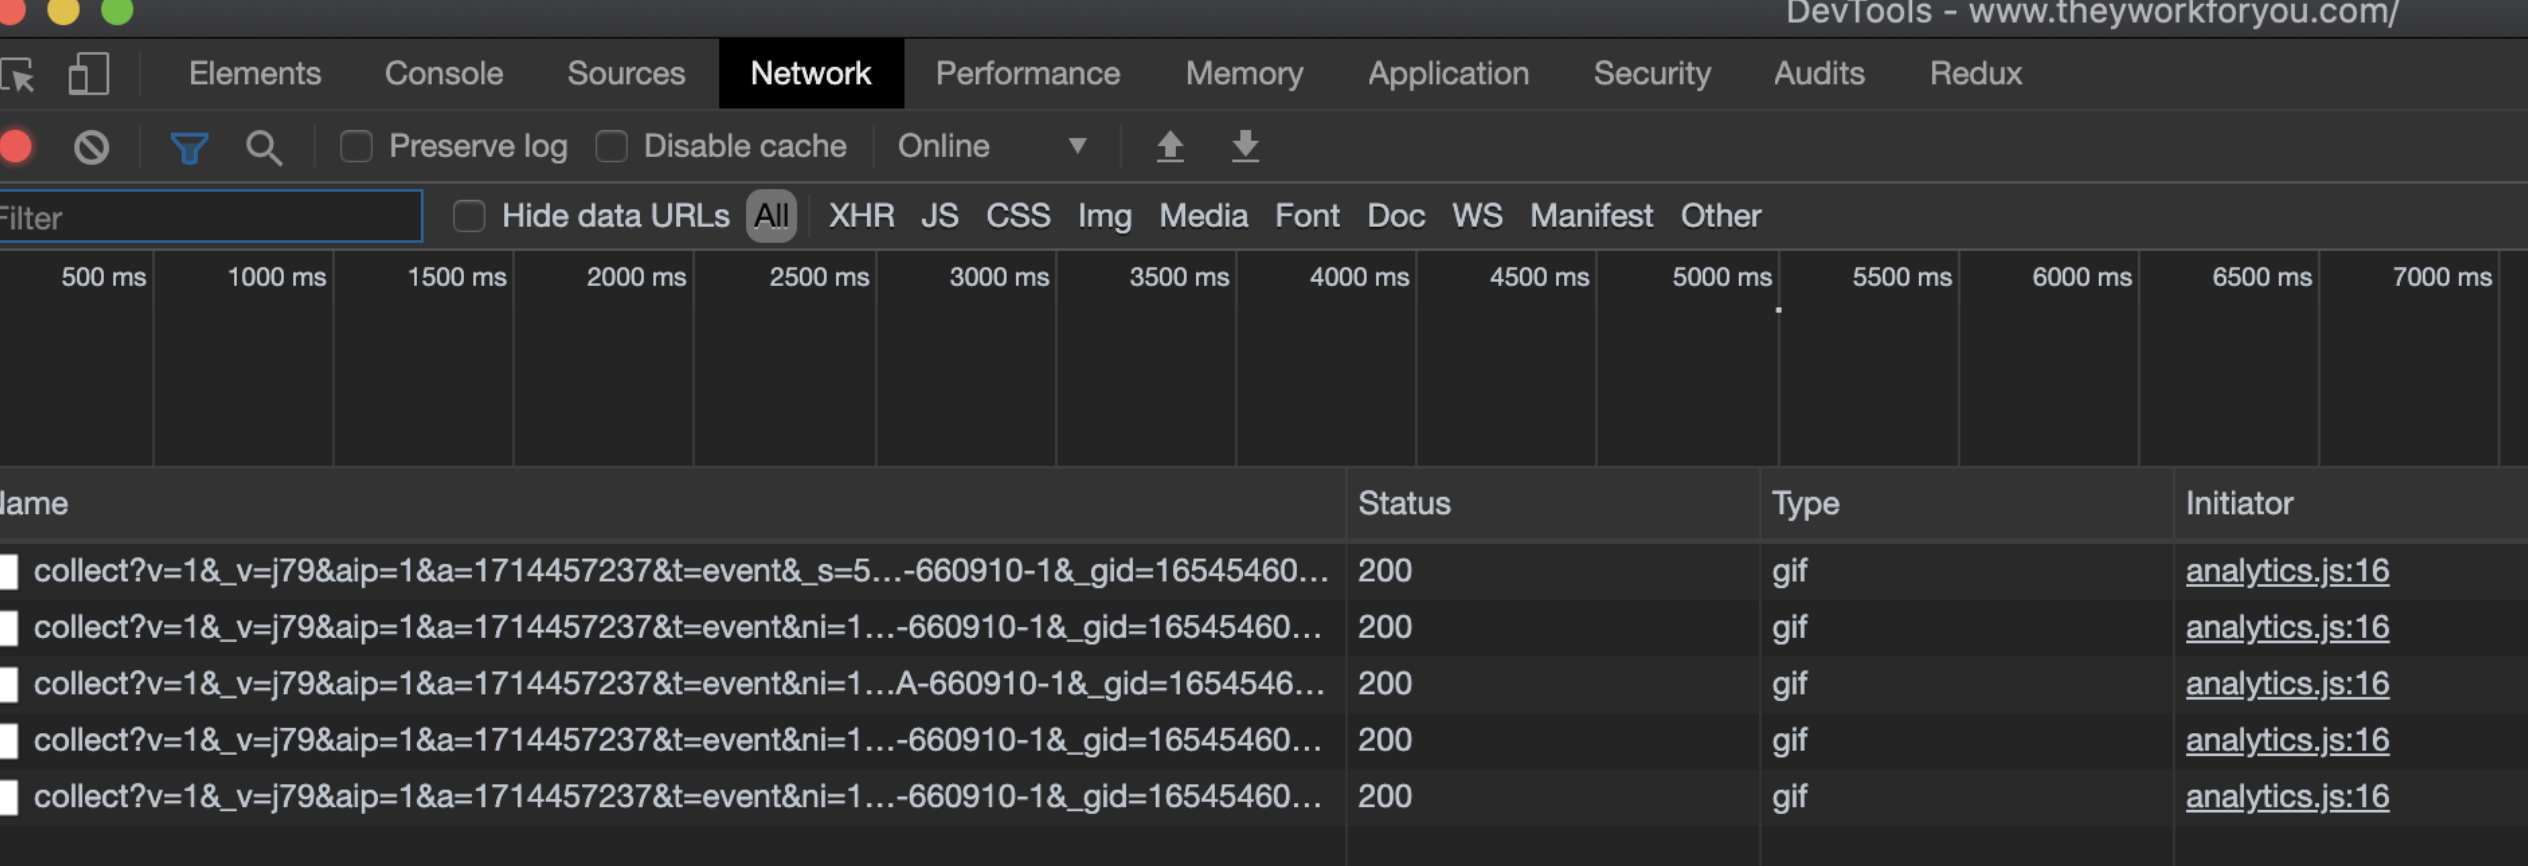 DevTools - www.theyworkforyou.com/
Elements Console Sources Network Performance Memory Application Security Audits Redux
Preserve log Disable cache Online
Filter Hide data URLs All XHR JS CSS Img Media Font Doc WS Manifest Other
500 ms 1000 ms 1500 ms 2000 ms 2500 ms 3000 ms 3500 ms 4000 ms 4500 ms 5000 ms 5500 ms 6000 ms 6500 ms 7000 ms
Name Status Type Initiator
collect?v=1&_v=j79&aip=1&a=1714457237&t=event&_s=5...-660910-1&_gid=16545460... 200 gif analytics.js:16
collect?v=1&_v=j79&aip=1&a=1714457237&t=event&ni=1...-660910-1&_gid=16545460... 200 gif analytics.js:16
collect?v=1&_v=j79&aip=1&a=1714457237&t=event&ni=1...A-660910-1&_gid=1654546... 200 gif analytics.js:16
collect?v=1&_v=j79&aip=1&a=1714457237&t=event&ni=1...-660910-1&_gid=16545460... 200 gif analytics.js:16
collect?v=1&_v=j79&aip=1&a=1714457237&t=event&ni=1...-660910-1&_gid=16545460... 200 gif analytics.js:16